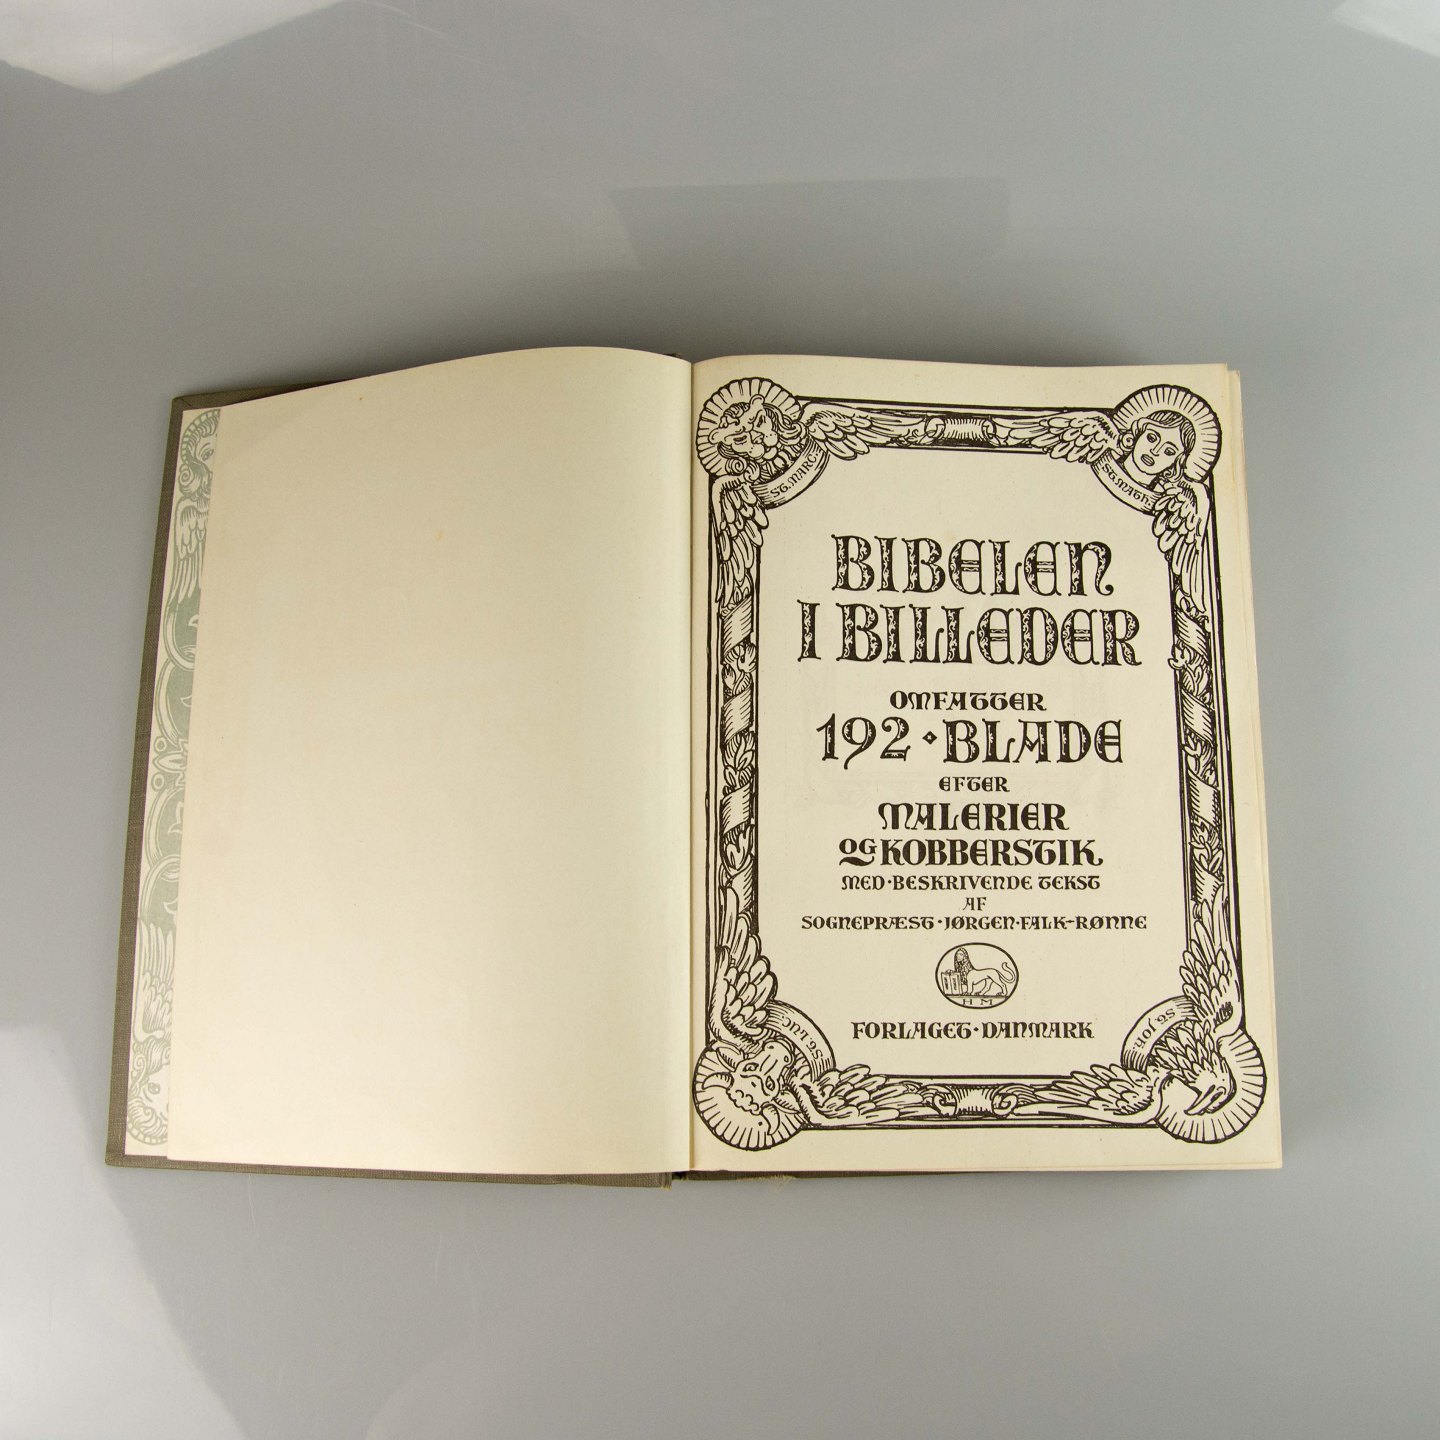 ST. MARC.
ST. MATH.
BIBELEN
I BILLEDER
OMFATTER
192 · BLADE
EFTER
MALERIER
OG KOBBERSTIK
MED · BESKRIVENDE TEKST
AF
SOGNEPRÆST · JØRGEN · FALK-RØNNE
H M
FORLAGET · DANMARK
ST. LUC.
ST. JOH.